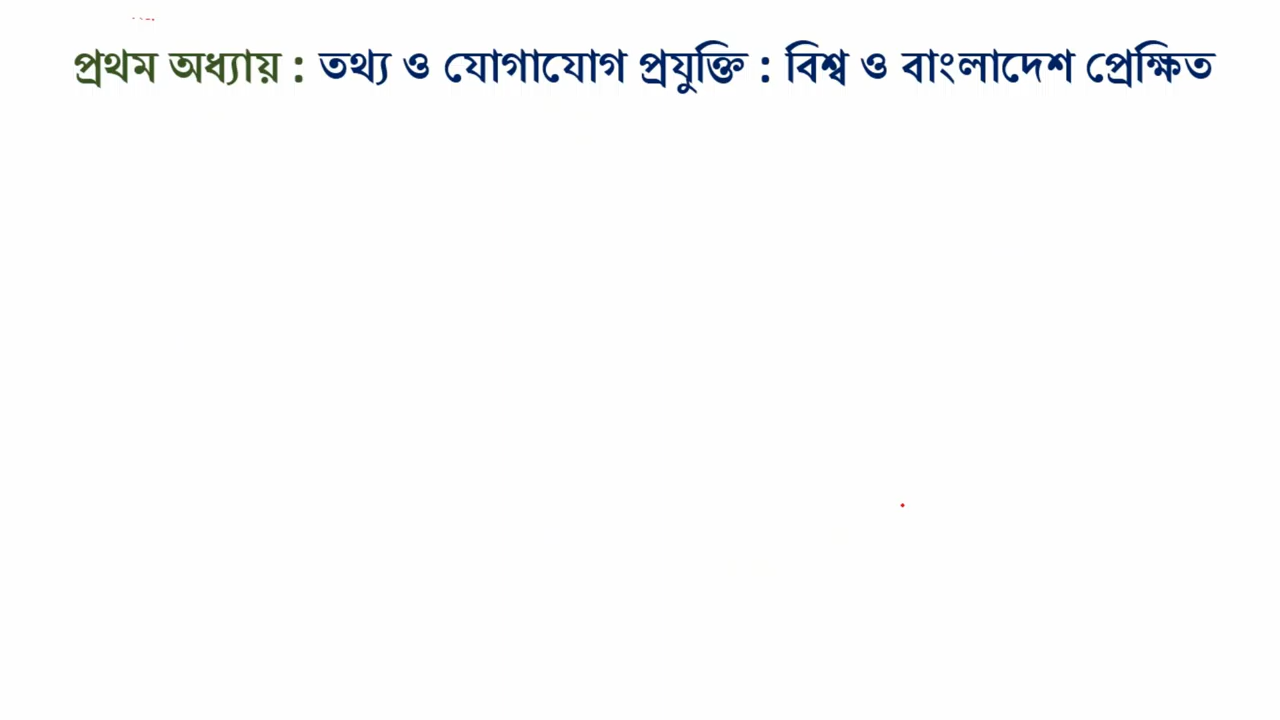 প্রথম অধ্যায় : তথ্য ও যোগাযোগ প্রযুক্তি : বিশ্ব ও বাংলাদেশ প্রেক্ষিত